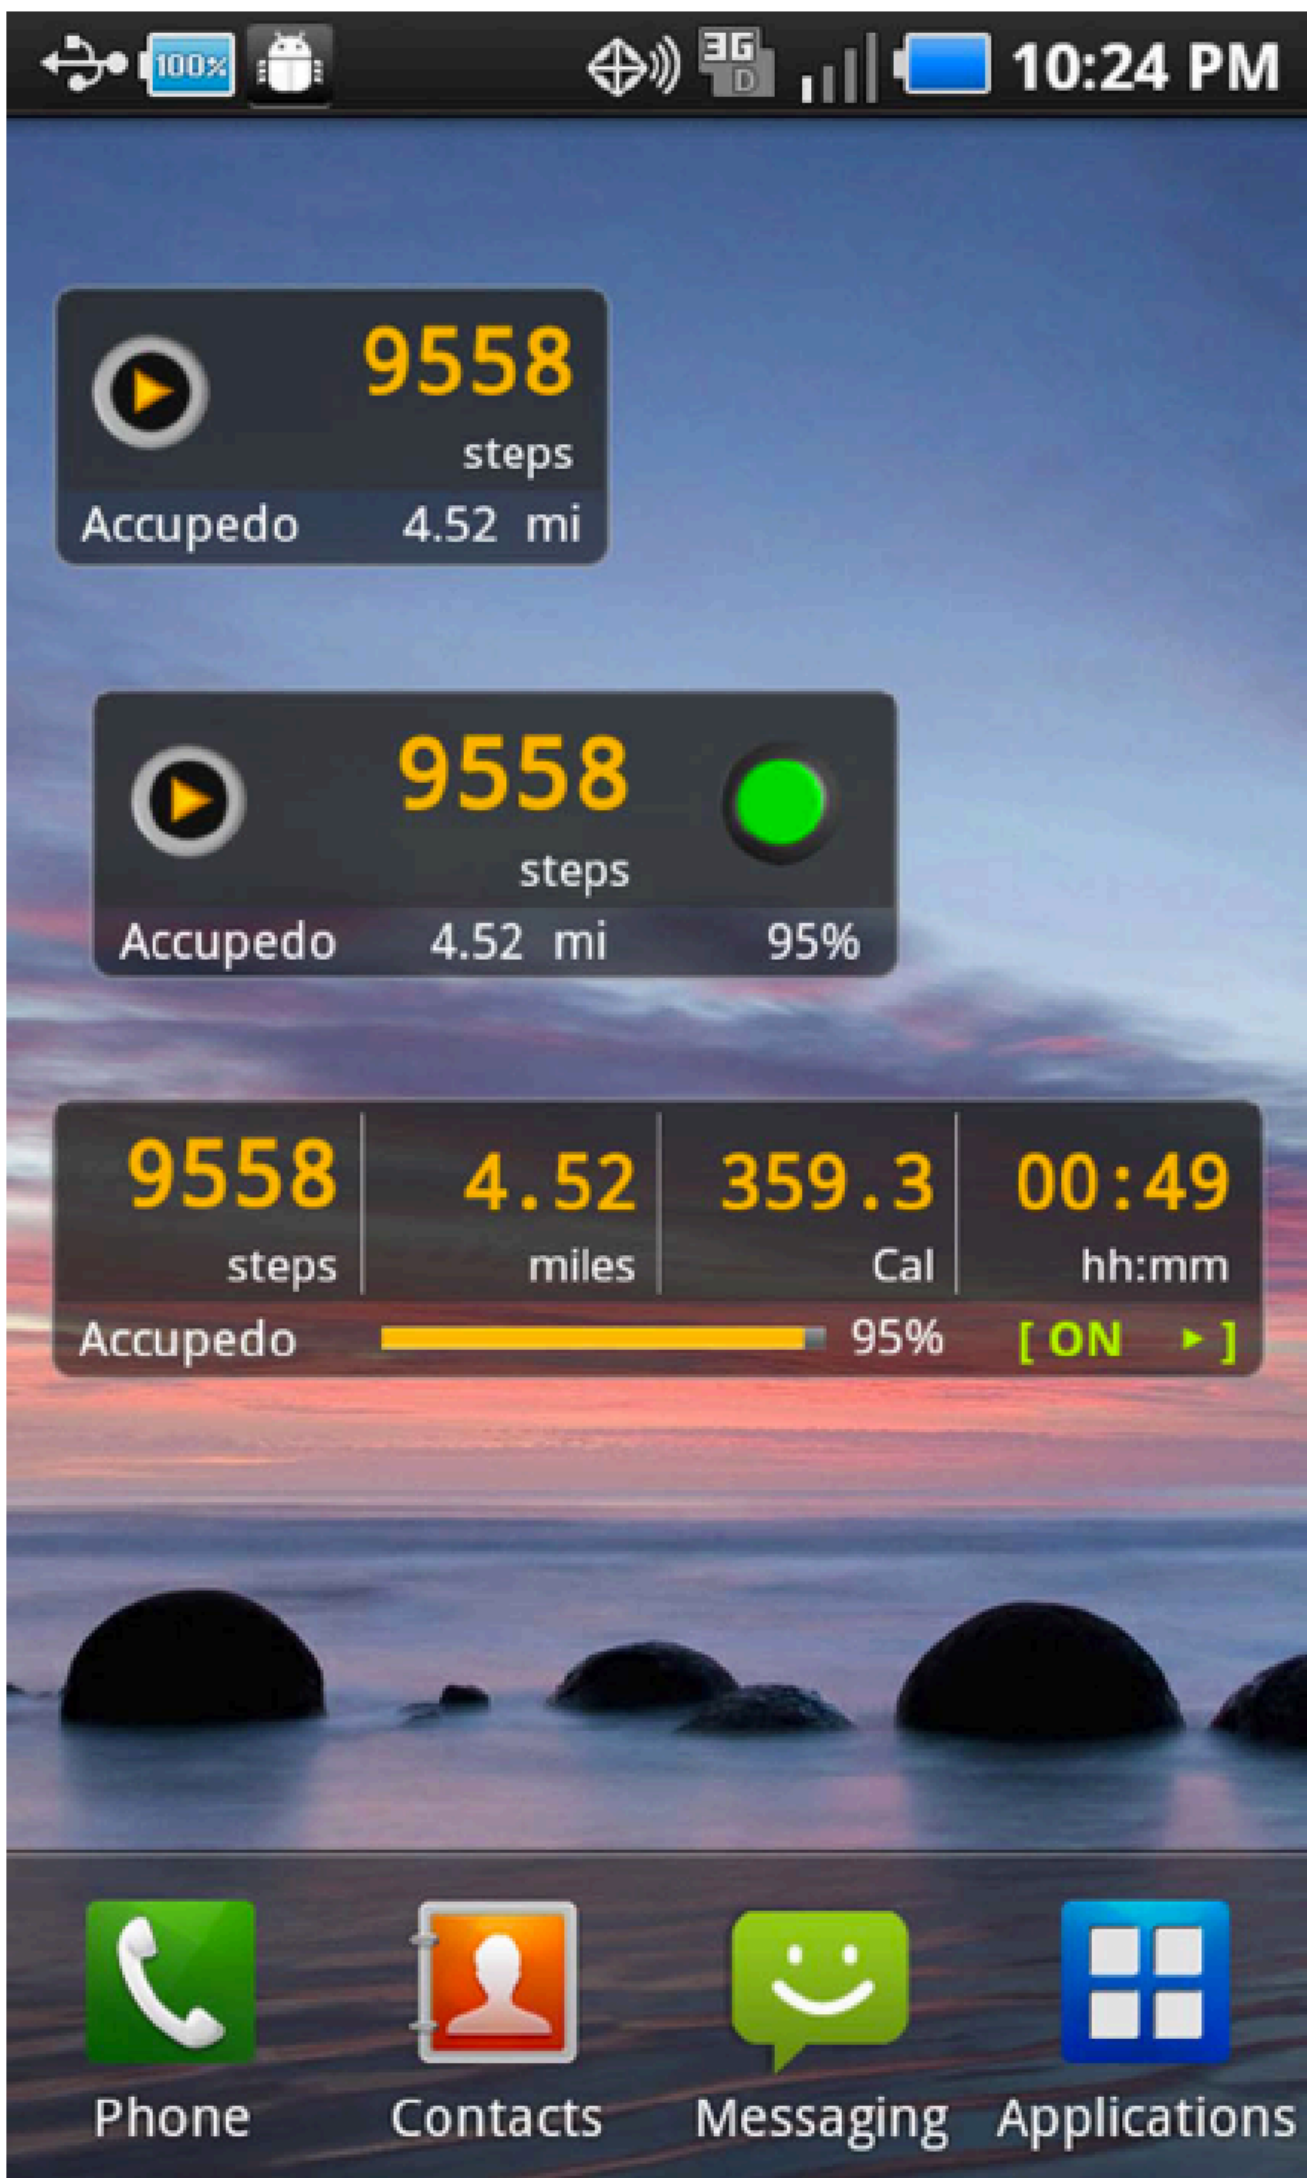 100%
3G
D
10:24 PM
9558
steps
Accupedo 4.52 mi
9558
steps
Accupedo 4.52 mi 95%
9558 4.52 359.3 00:49
steps miles Cal hh:mm
Accupedo 95% [ ON ▸ ]
Phone Contacts Messaging Applications